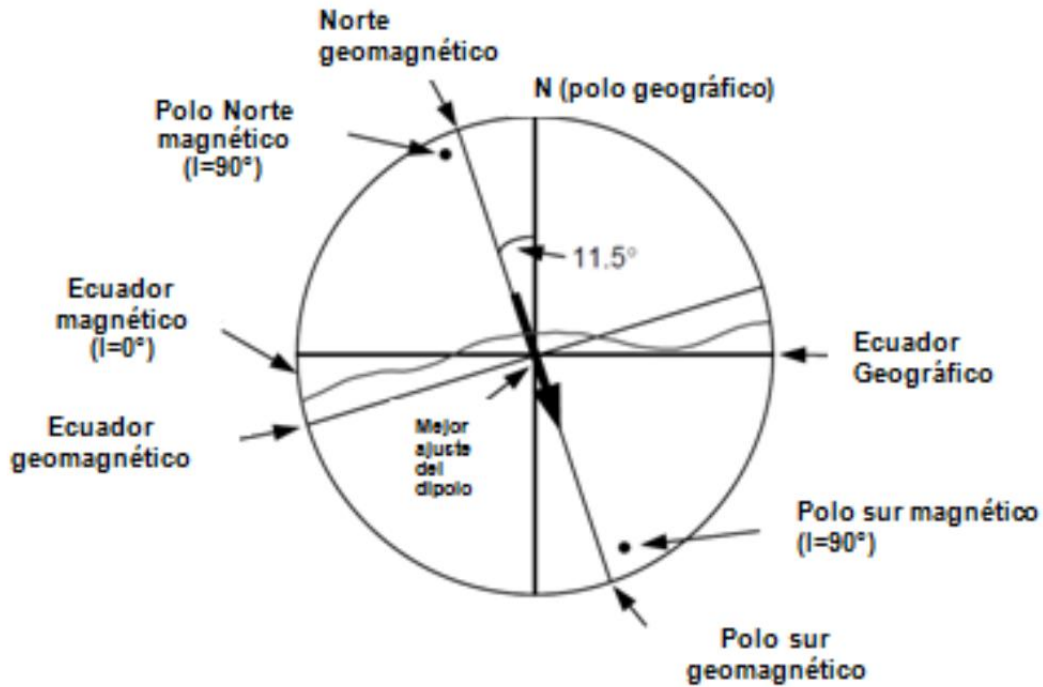 Norte
geomagnético
N (polo geográfico)
Polo Norte
magnético
(I=90°)
11.5°
Ecuador
magnético
(I=0°)
Ecuador
Geográfico
Ecuador
geomagnético
Mejor
ajuste
del
dipolo
Polo sur magnético
(I=90°)
Polo sur
geomagnético